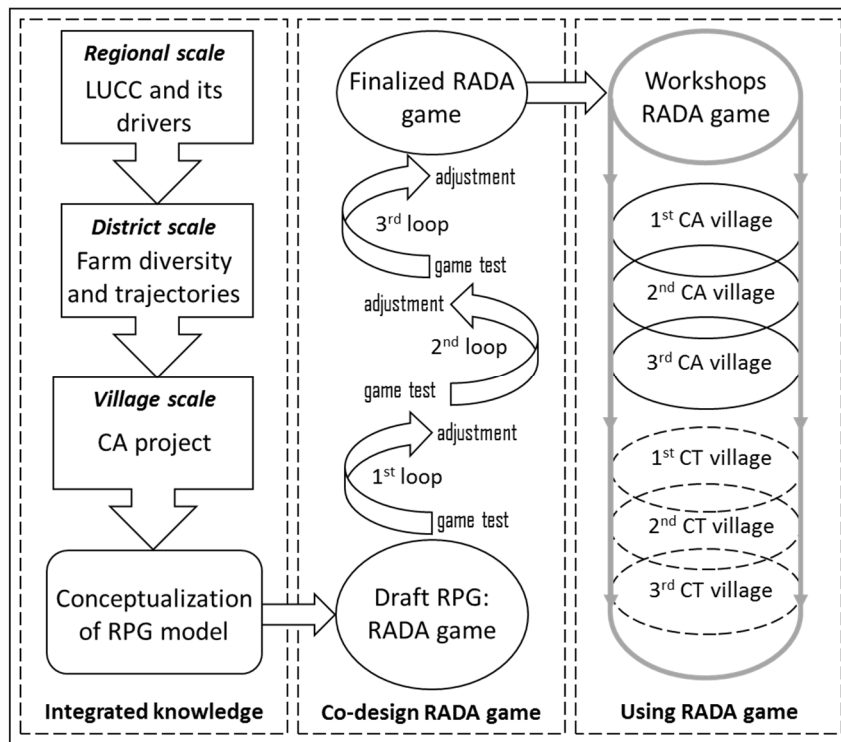 Regional scale
LUCC and its
drivers
District scale
Farm diversity
and trajectories
Village scale
CA project
Conceptualization
of RPG model
Integrated knowledge
Finalized RADA
game
adjustment
3rd loop
game test
adjustment
2nd loop
game test
adjustment
1st loop
game test
Draft RPG:
RADA game
Co-design RADA game
Workshops
RADA game
1st CA village
2nd CA village
3rd CA village
1st CT village
2nd CT village
3rd CT village
Using RADA game